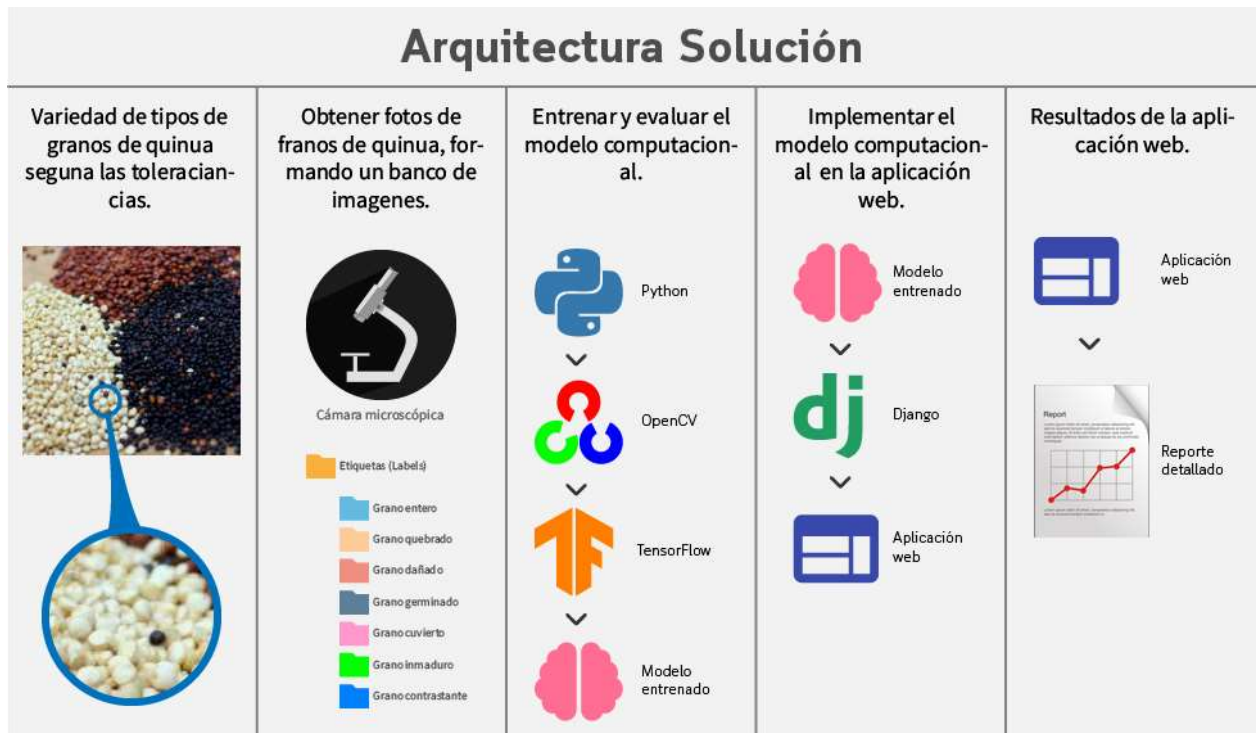 Arquitectura Solución
Variedad de tipos de
granos de quinua
seguna las toleracian-
cias.
Obtener fotos de
franos de quinua, for-
mando un banco de
imagenes.
Cámara microscópica
Etiquetas (Labels)
Grano entero
Grano quebrado
Grano dañado
Grano germinado
Grano cuvierto
Grano inmaduro
Grano contrastante
Entrenar y evaluar el
modelo computacion-
al.
Python
OpenCV
TensorFlow
Modelo
entrenado
Implementar el
modelo computacion-
al en la aplicación
web.
Modelo
entrenado
dj
Django
Aplicación
web
Resultados de la apli-
cación web.
Aplicación
web
Report
Reporte
detallado